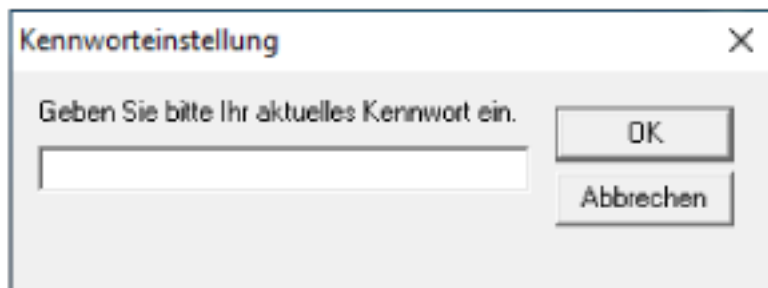 Kennworteinstellung
Geben Sie bitte Ihr aktuelles Kennwort ein.
OK
Abbrechen